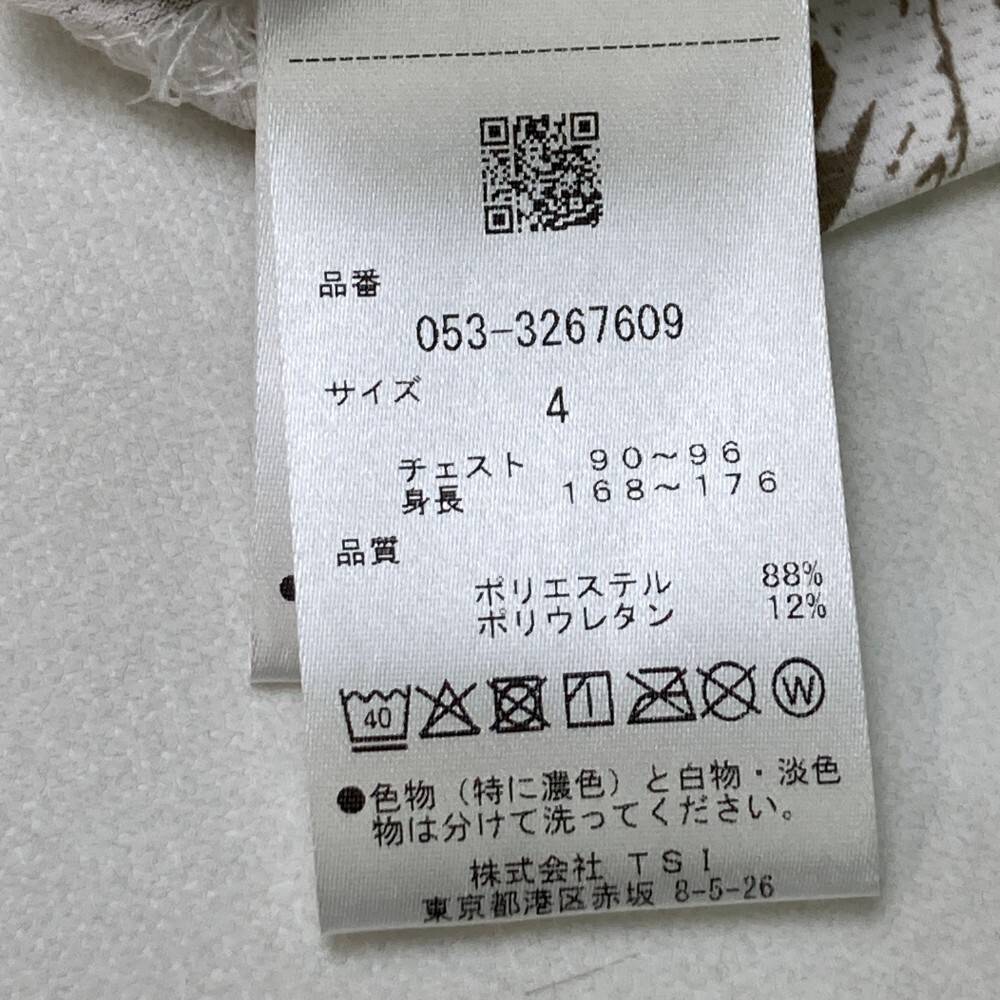 品番
053-3267609
サイズ 4
チェスト 90~96
身長 168~176
品質
ポリエステル 88%
ポリウレタン 12%
40 W
●色物(特に濃色)と白物・淡色
物は分けて洗ってください。
株式会社 TSI
東京都港区赤坂 8-5-26